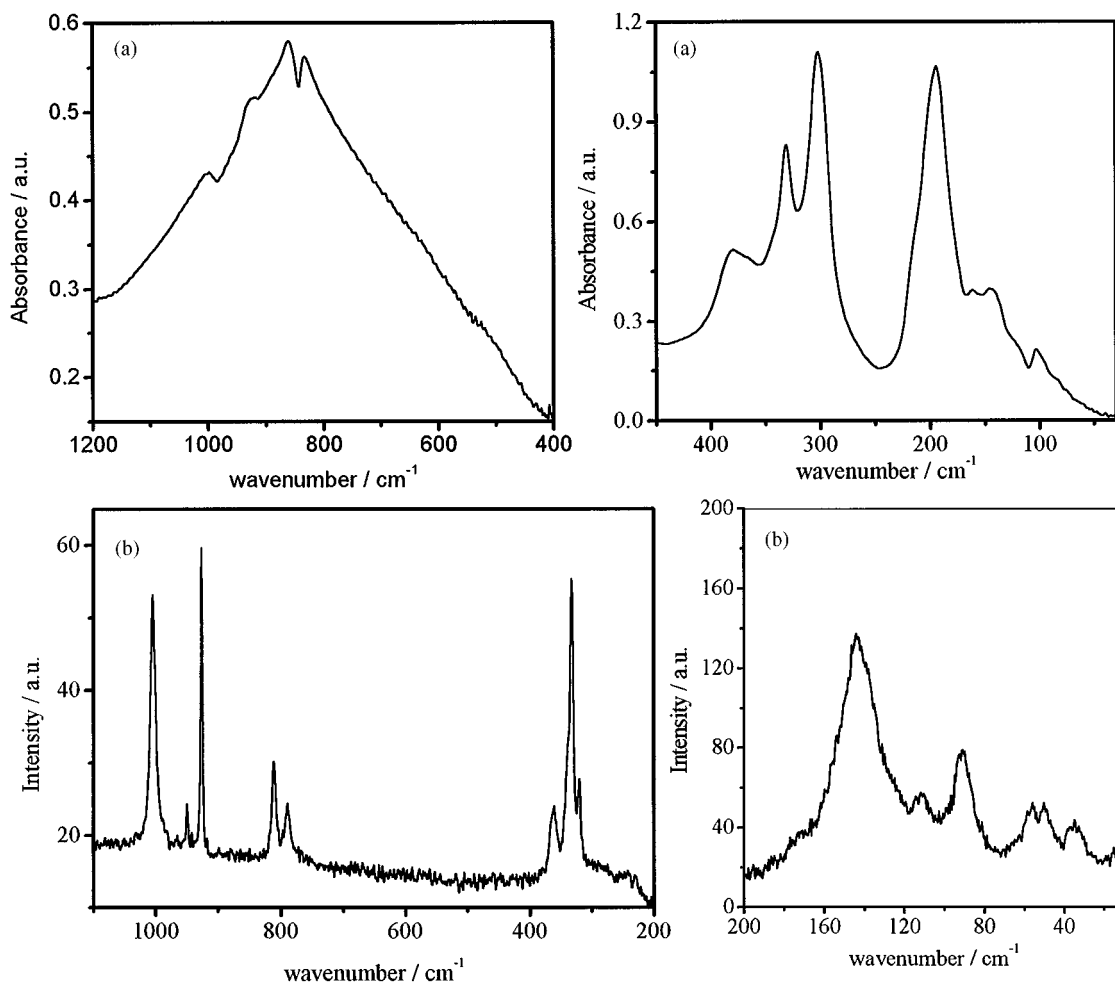 0.6
(a)
0.5
0.4
0.3
0.2
Absorbance / a.u.
1200 1000 800 600 400
wavenumber / cm-1
1.2
(a)
0.9
0.6
0.3
0.0
Absorbance / a.u.
400 300 200 100
wavenumber / cm-1
60
(b)
40
20
Intensity / a.u.
1000 800 600 400 200
wavenumber / cm-1
200
(b)
160
120
80
40
0
Intensity / a.u.
200 160 120 80 40
wavenumber / cm-1